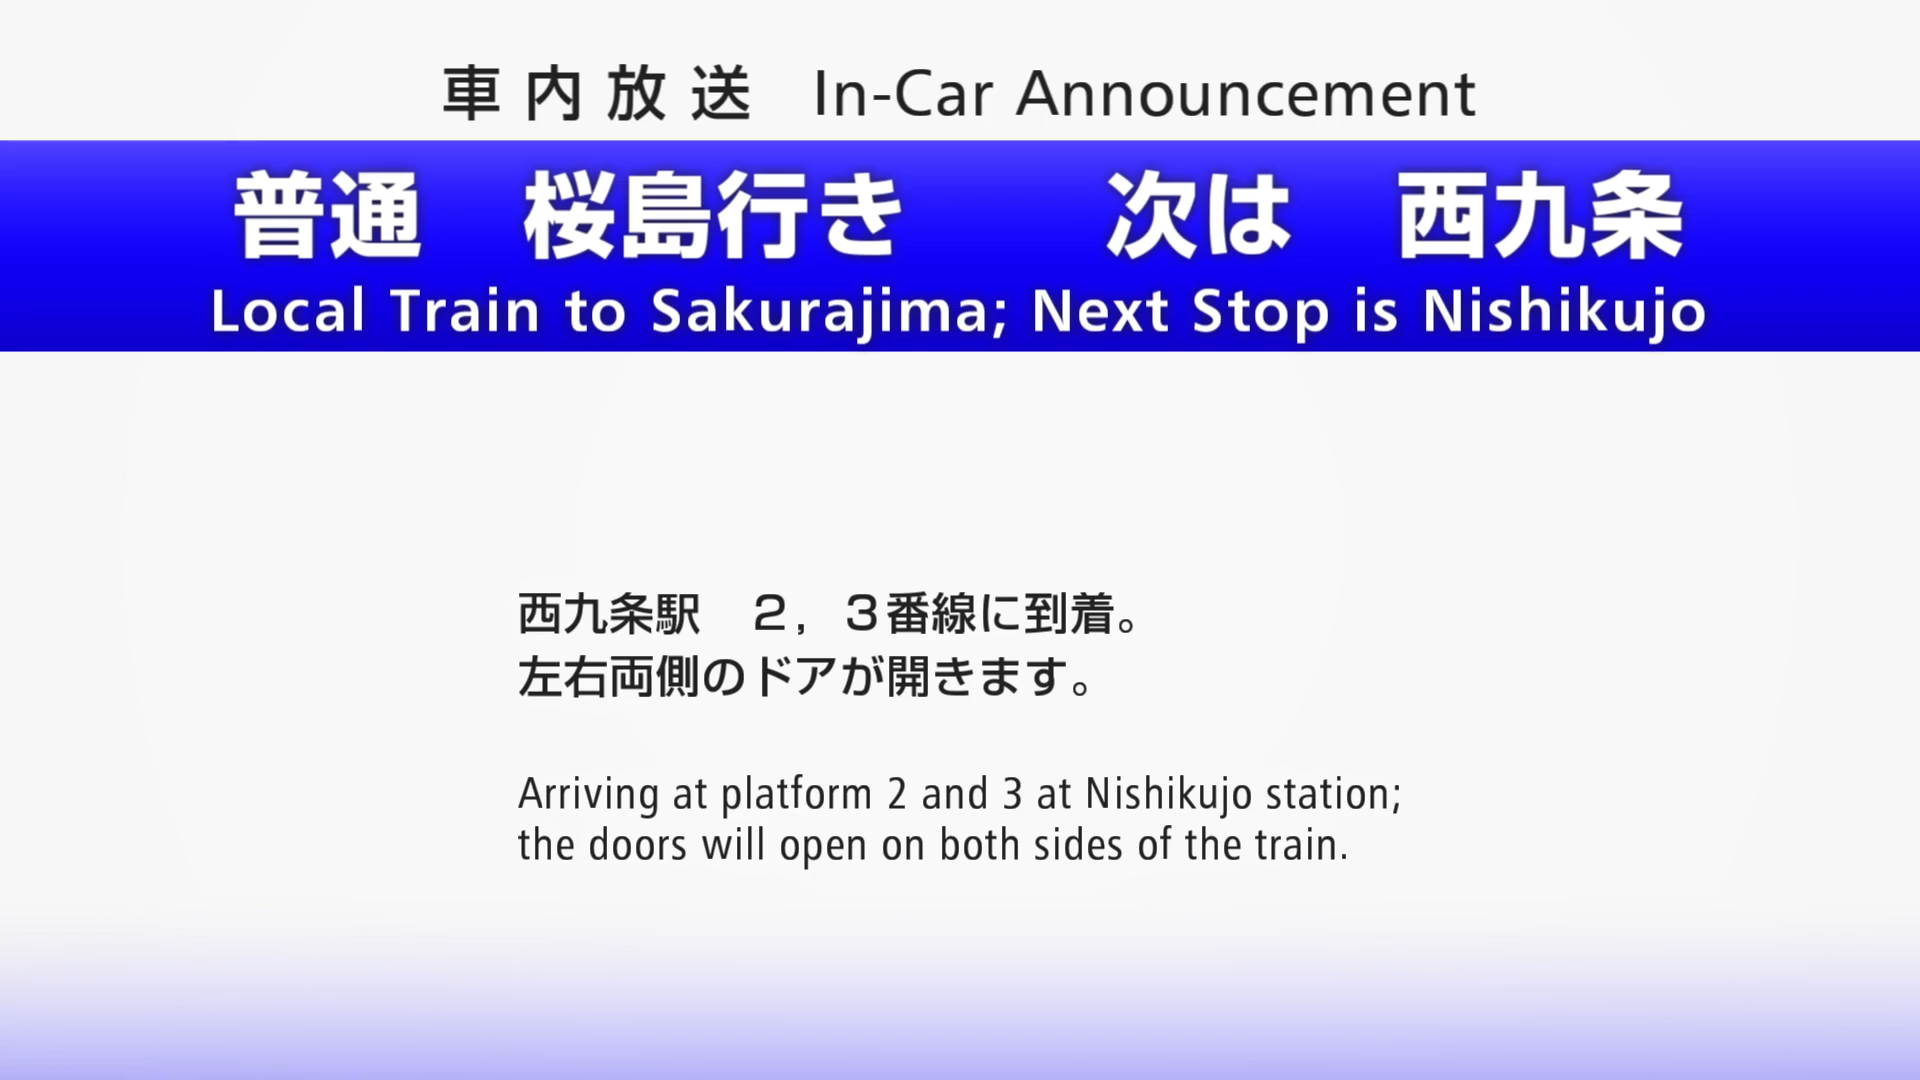 車内放送 In-Car Announcement
普通 桜島行き 次は 西九条
Local Train to Sakurajima; Next Stop is Nishikujo
西九条駅 ２，３番線に到着。
左右両側のドアが開きます。
Arriving at platform 2 and 3 at Nishikujo station;
the doors will open on both sides of the train.